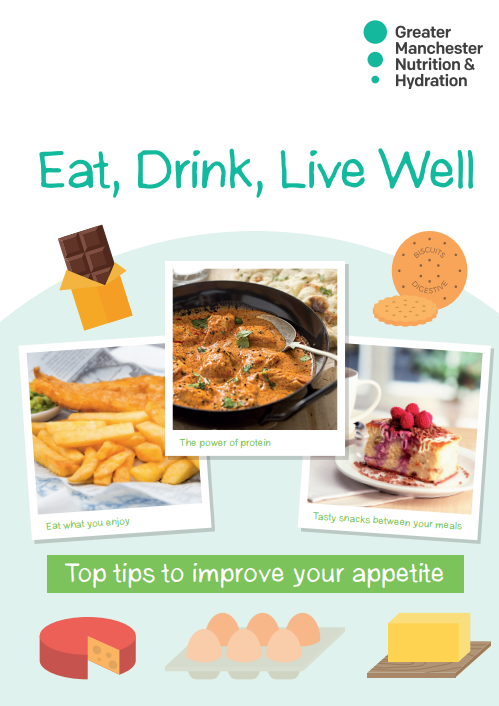 Greater
Manchester
Nutrition &
Hydration
Eat, Drink, Live Well
BISCUITS
DIGESTIVE
The power of protein
Eat what you enjoy
Tasty snacks between your meals
Top tips to improve your appetite